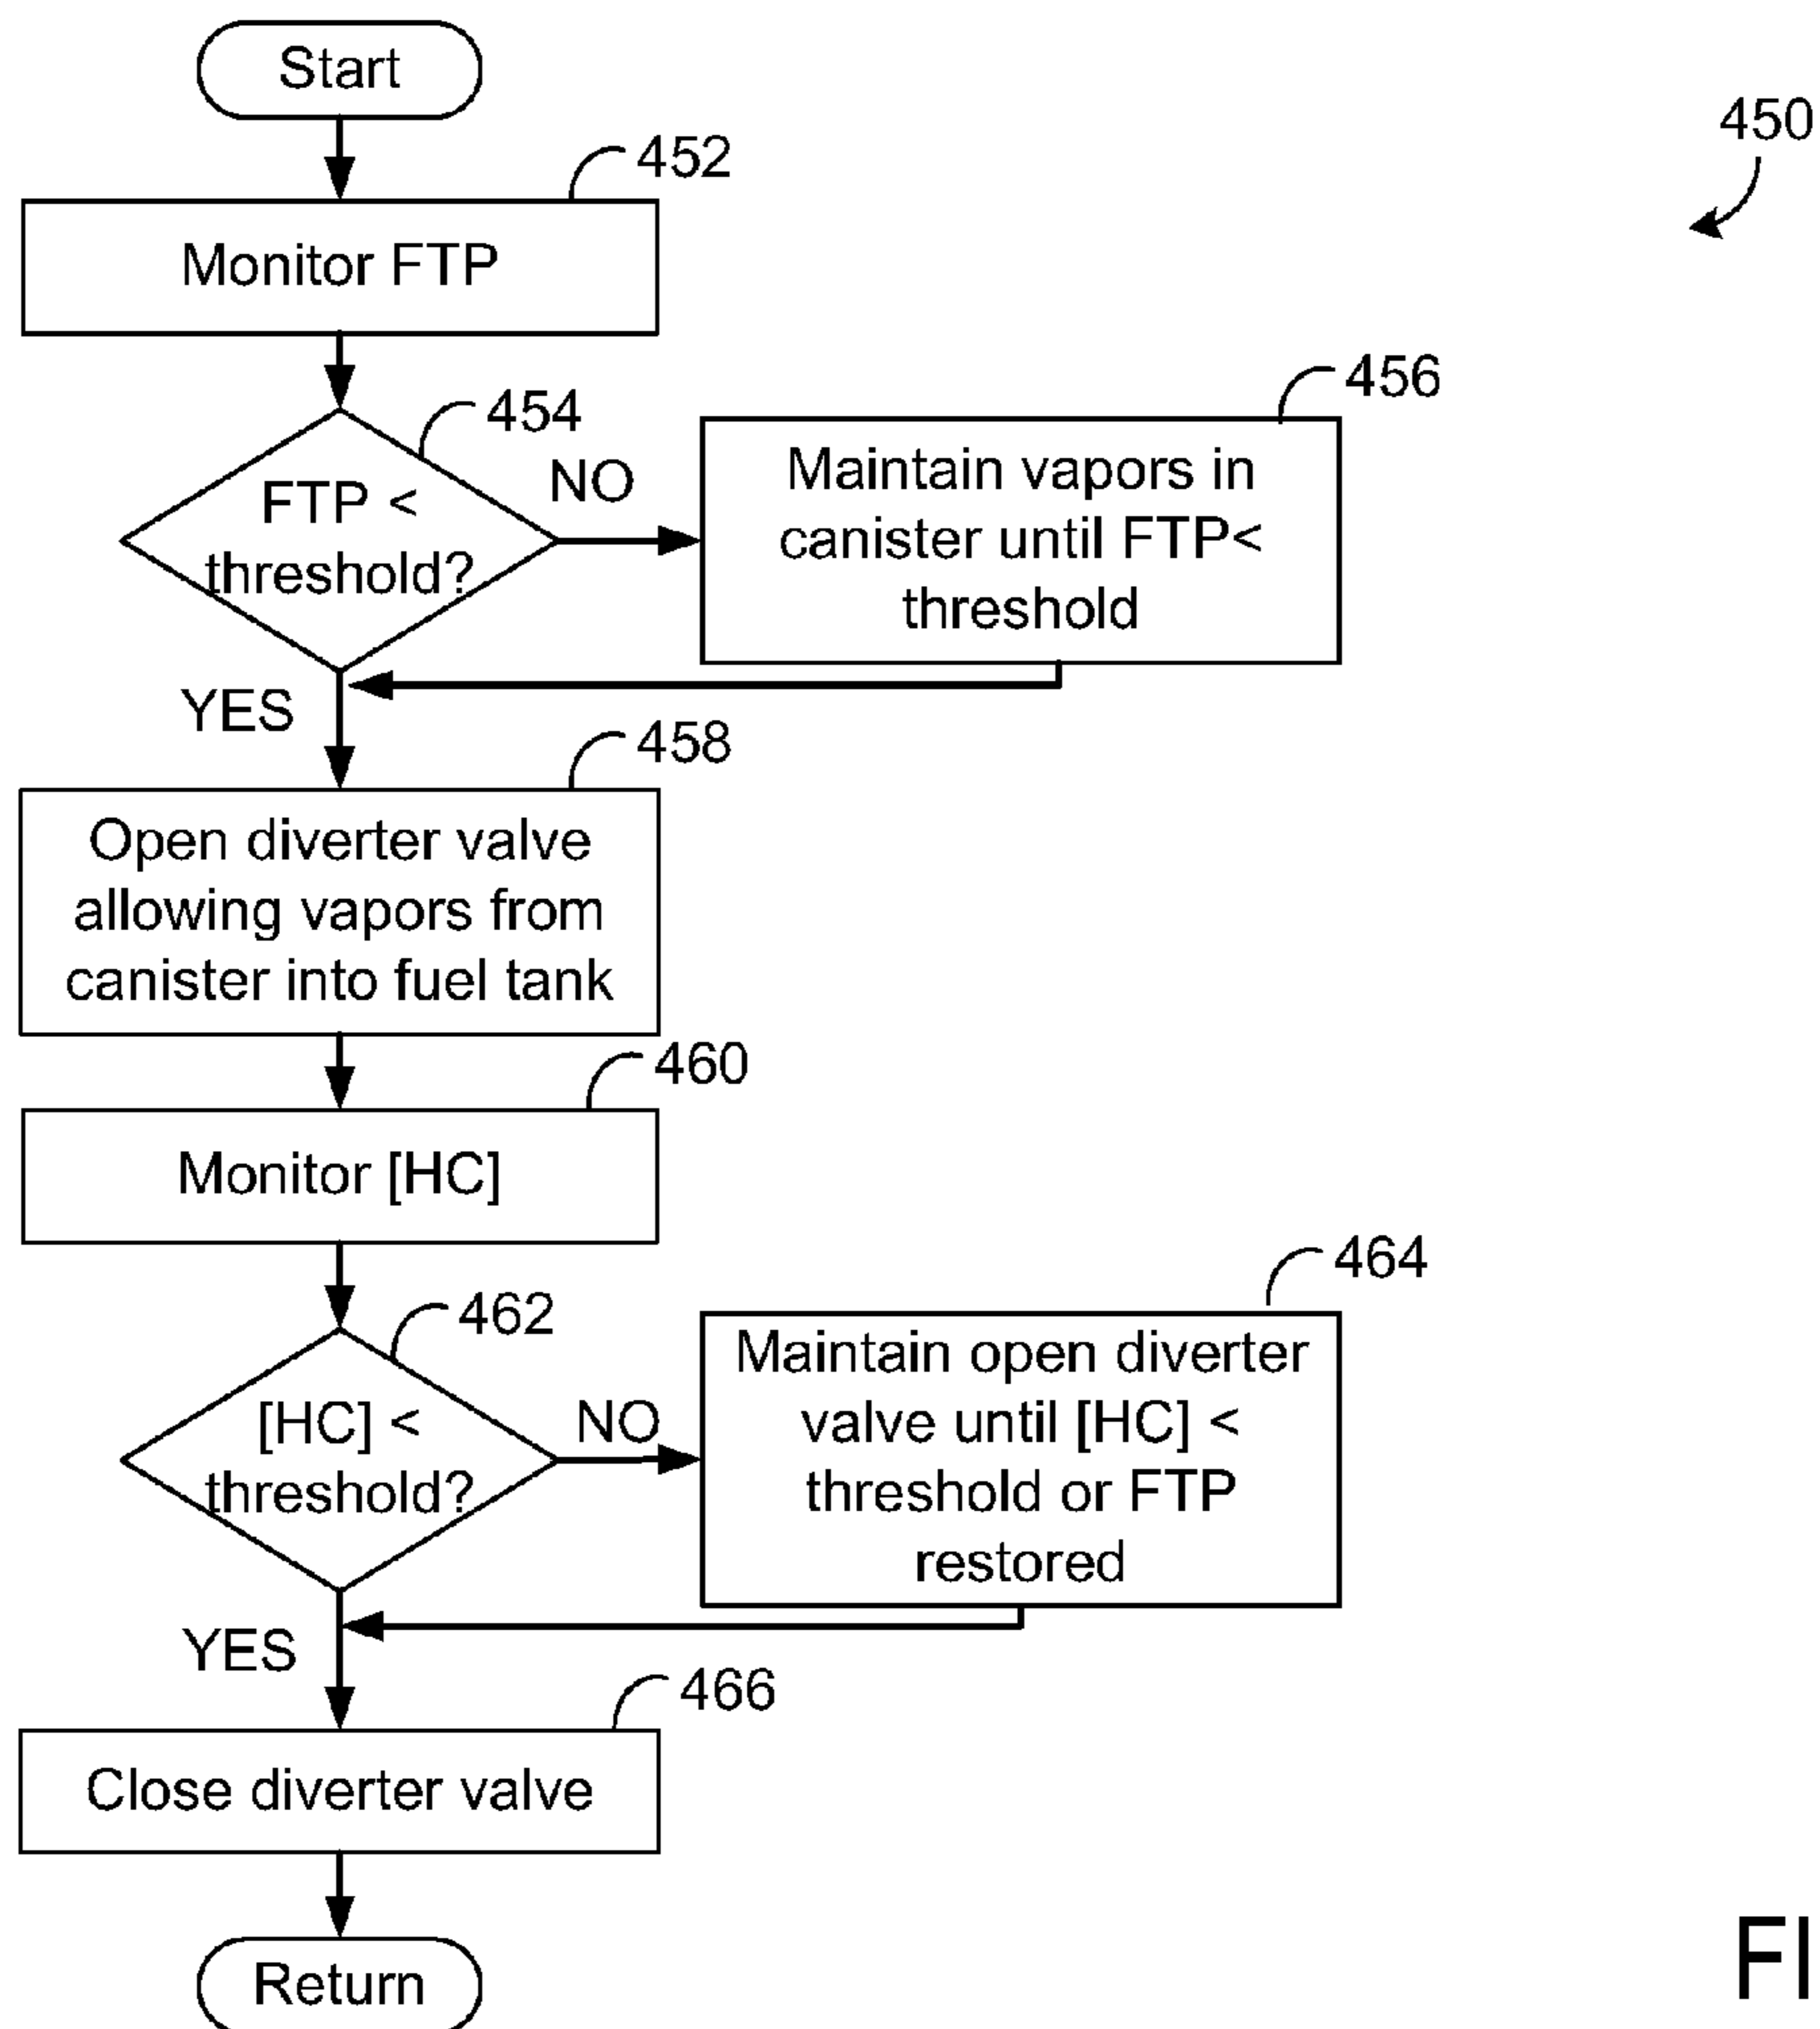 Start
450
452
Monitor FTP
454
FTP <
threshold?
NO
456
Maintain vapors in
canister until FTP<
threshold
YES
458
Open diverter valve
allowing vapors from
canister into fuel tank
460
Monitor [HC]
462
[HC] <
threshold?
NO
464
Maintain open diverter
valve until [HC] <
threshold or FTP
restored
YES
466
Close diverter valve
Return
FI